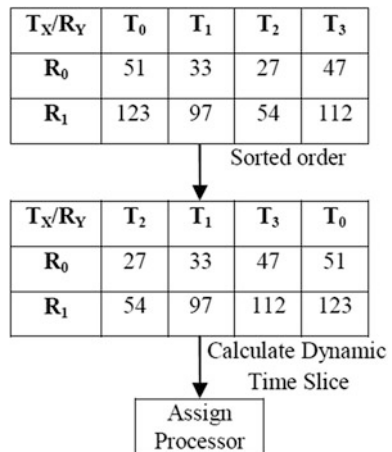 Tx/RY T0 T1 T2 T3
R0 51 33 27 47
R1 123 97 54 112
Sorted order
Tx/RY T2 T1 T3 T0
R0 27 33 47 51
R1 54 97 112 123
Calculate Dynamic
Time Slice
Assign
Processor